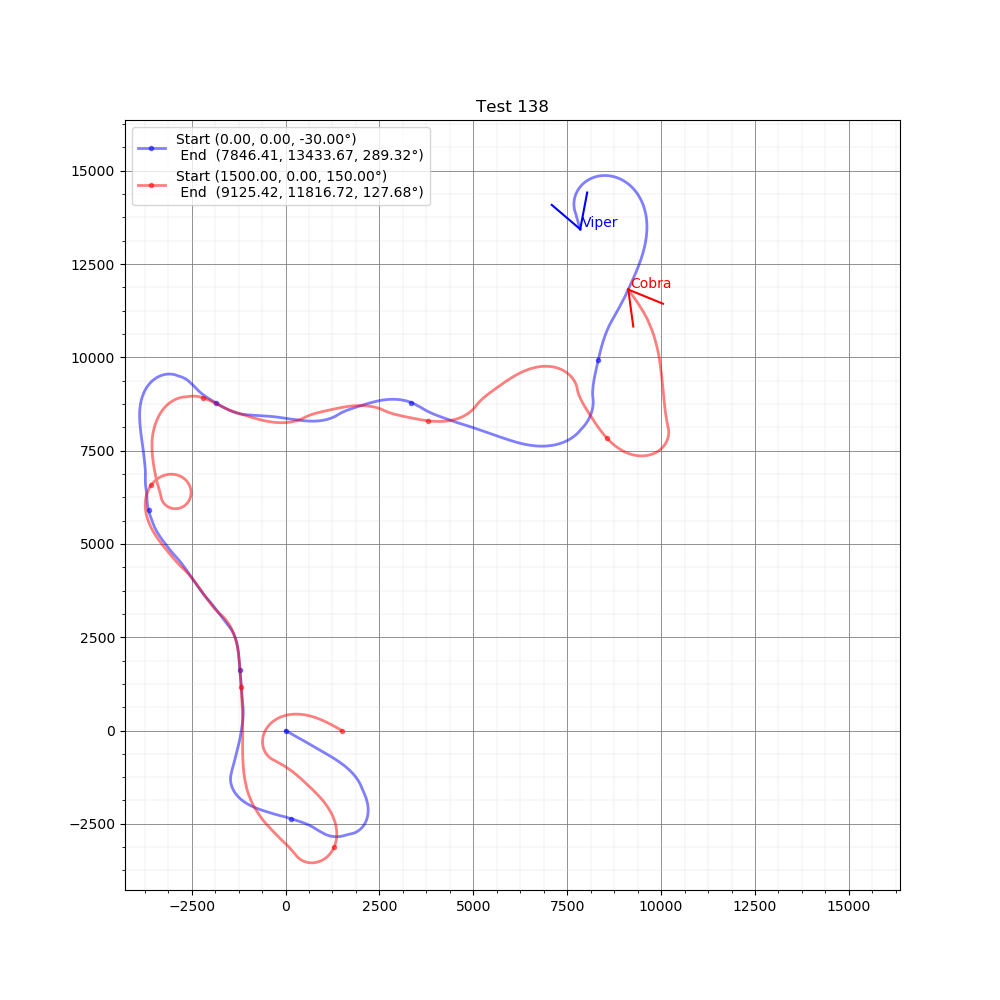 Test 138
Start (0.00, 0.00, -30.00°)
End (7846.41, 13433.67, 289.32°)
Start (1500.00, 0.00, 150.00°)
End (9125.42, 11816.72, 127.68°)
15000
12500
10000
7500
5000
2500
0
−2500
Viper
Cobra
−2500 0 2500 5000 7500 10000 12500 15000